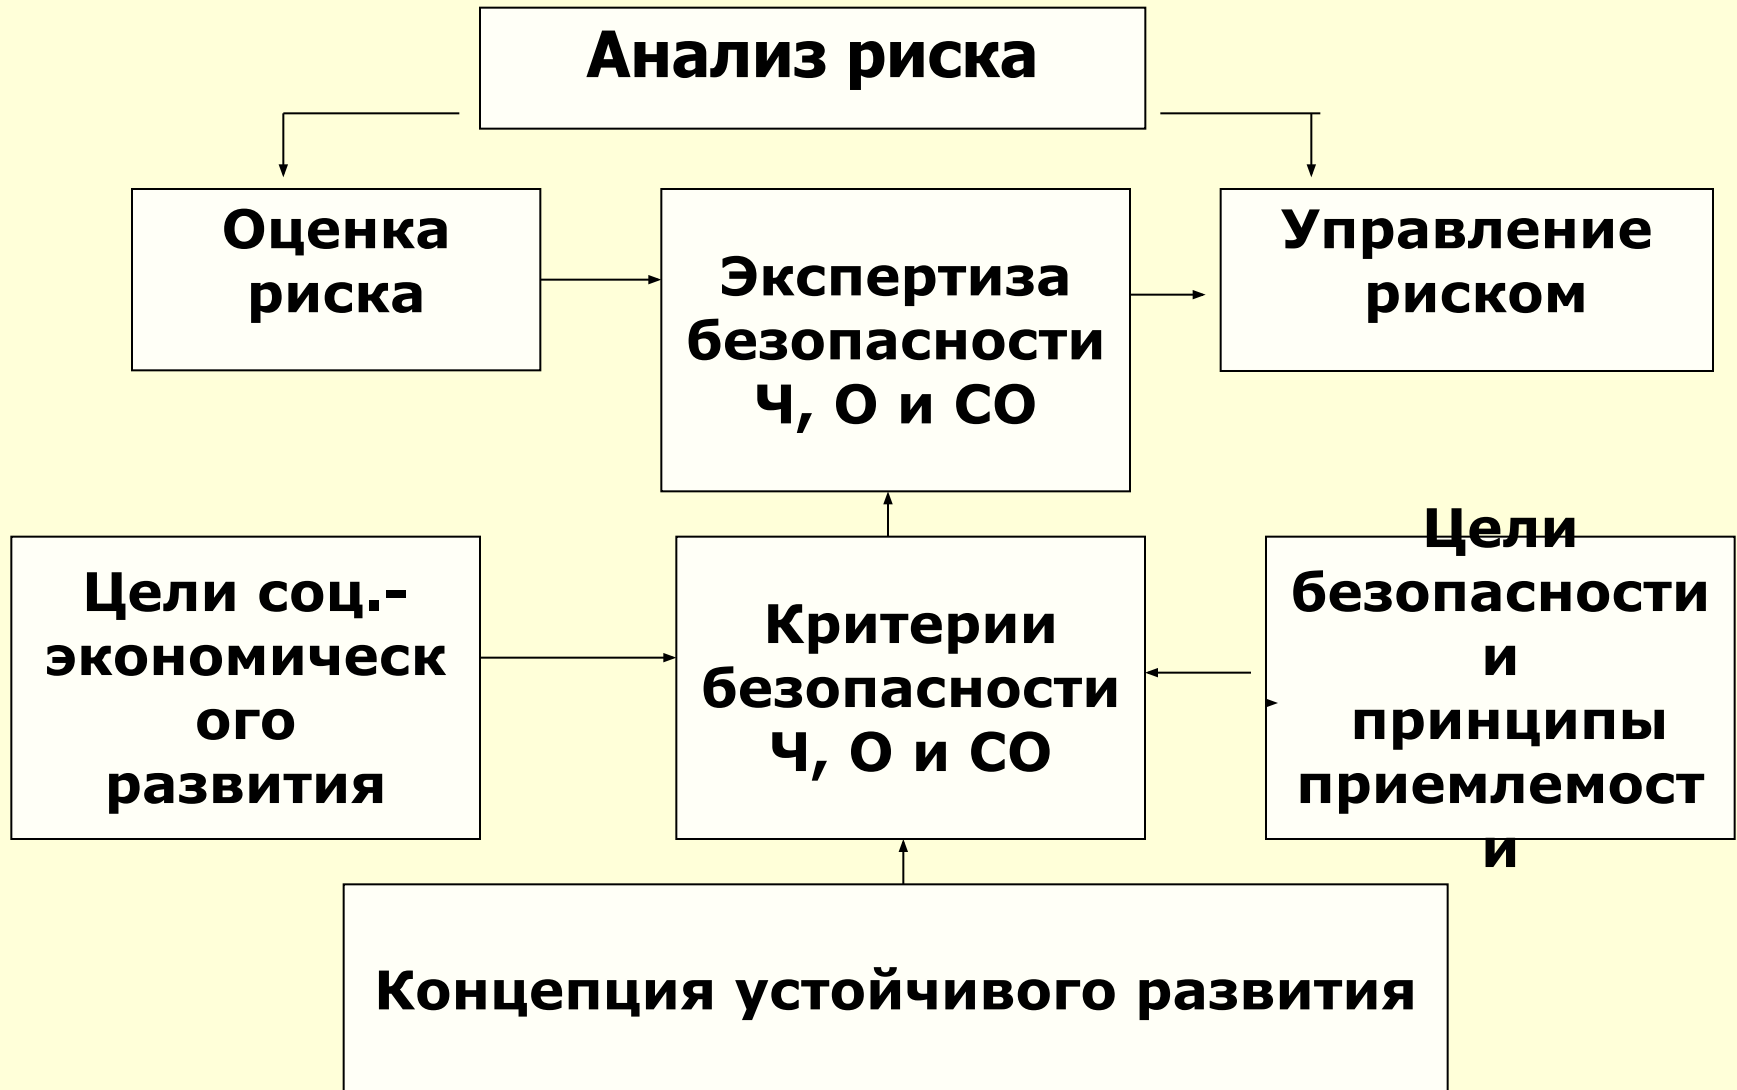 Анализ риска
Оценка
риска
Экспертиза
безопасности
Ч, О и СО
Управление
риском
Цели соц.-
экономическ
ого
развития
Критерии
безопасности
Ч, О и СО
Цели
безопасности
и
принципы
приемлемост
и
Концепция устойчивого развития